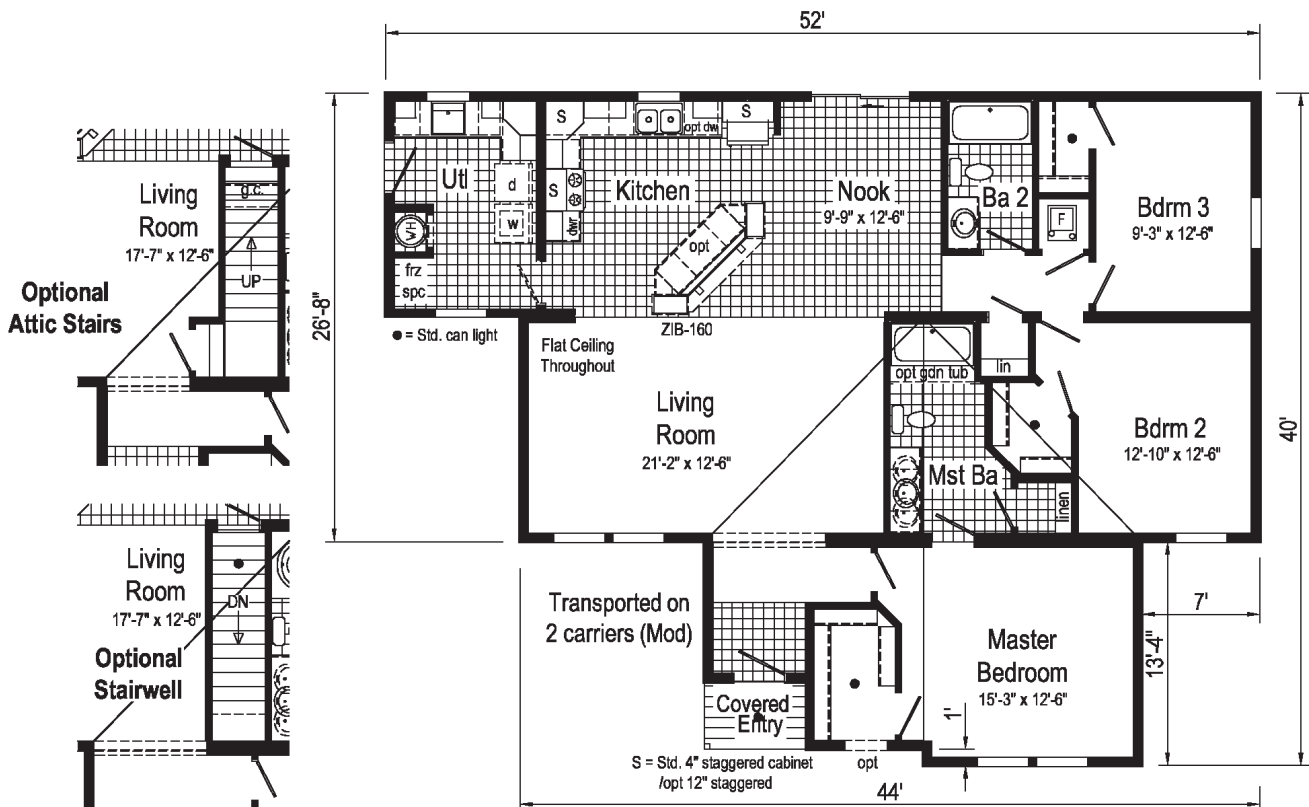 52'
26'-8"
40'
Living
Room
17'-7" x 12'-6"
g.c.
UP
Optional
Attic Stairs
Living
Room
17'-7" x 12'-6"
DN
Optional
Stairwell
Utl
d
w
WH
frz
spc
● = Std. can light
S
S
S
opt dw
dwr
Kitchen
opt
ZIB-160
Nook
9'-9" x 12'-6"
Ba 2
F
Bdrm 3
9'-3" x 12'-6"
Flat Ceiling
Throughout
Living
Room
21'-2" x 12'-6"
opt gdn tub
lin
Mst Ba
linen
Bdrm 2
12'-10" x 12'-6"
Transported on
2 carriers (Mod)
Covered
Entry
Master
Bedroom
15'-3" x 12'-6"
7'
13'-4"
1'
opt
S = Std. 4" staggered cabinet
/opt 12" staggered
44'